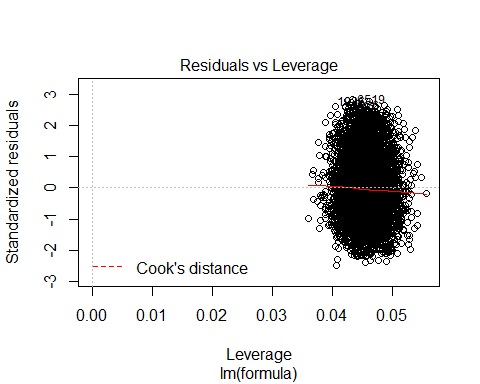 Residuals vs Leverage
Standardized residuals
3
2
1
0
-1
-2
-3
Cook's distance
0.00 0.01 0.02 0.03 0.04 0.05
Leverage
lm(formula)